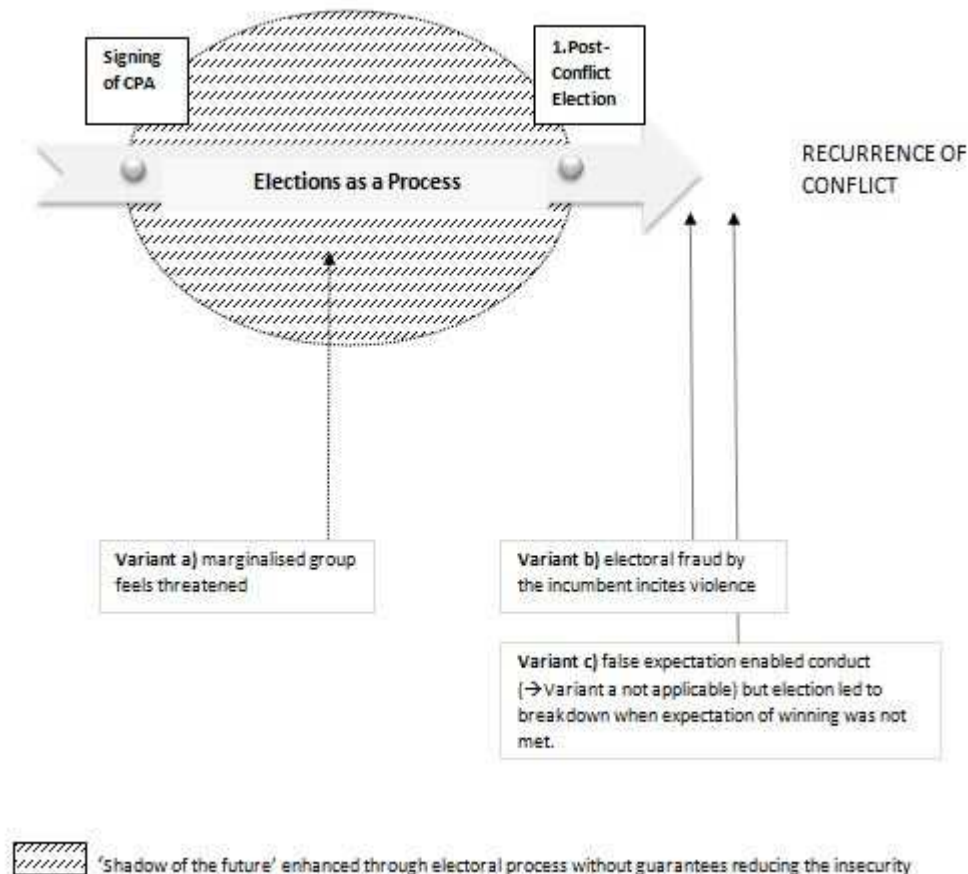 Signing
of CPA
1.Post-
Conflict
Election
Elections as a Process
RECURRENCE OF
CONFLICT
Variant a) marginalised group
feels threatened
Variant b) electoral fraud by
the incumbent incites violence
Variant c) false expectation enabled conduct
(→Variant a not applicable) but election led to
breakdown when expectation of winning was not
met.
‘Shadow of the future’ enhanced through electoral process without guarantees reducing the insecurity